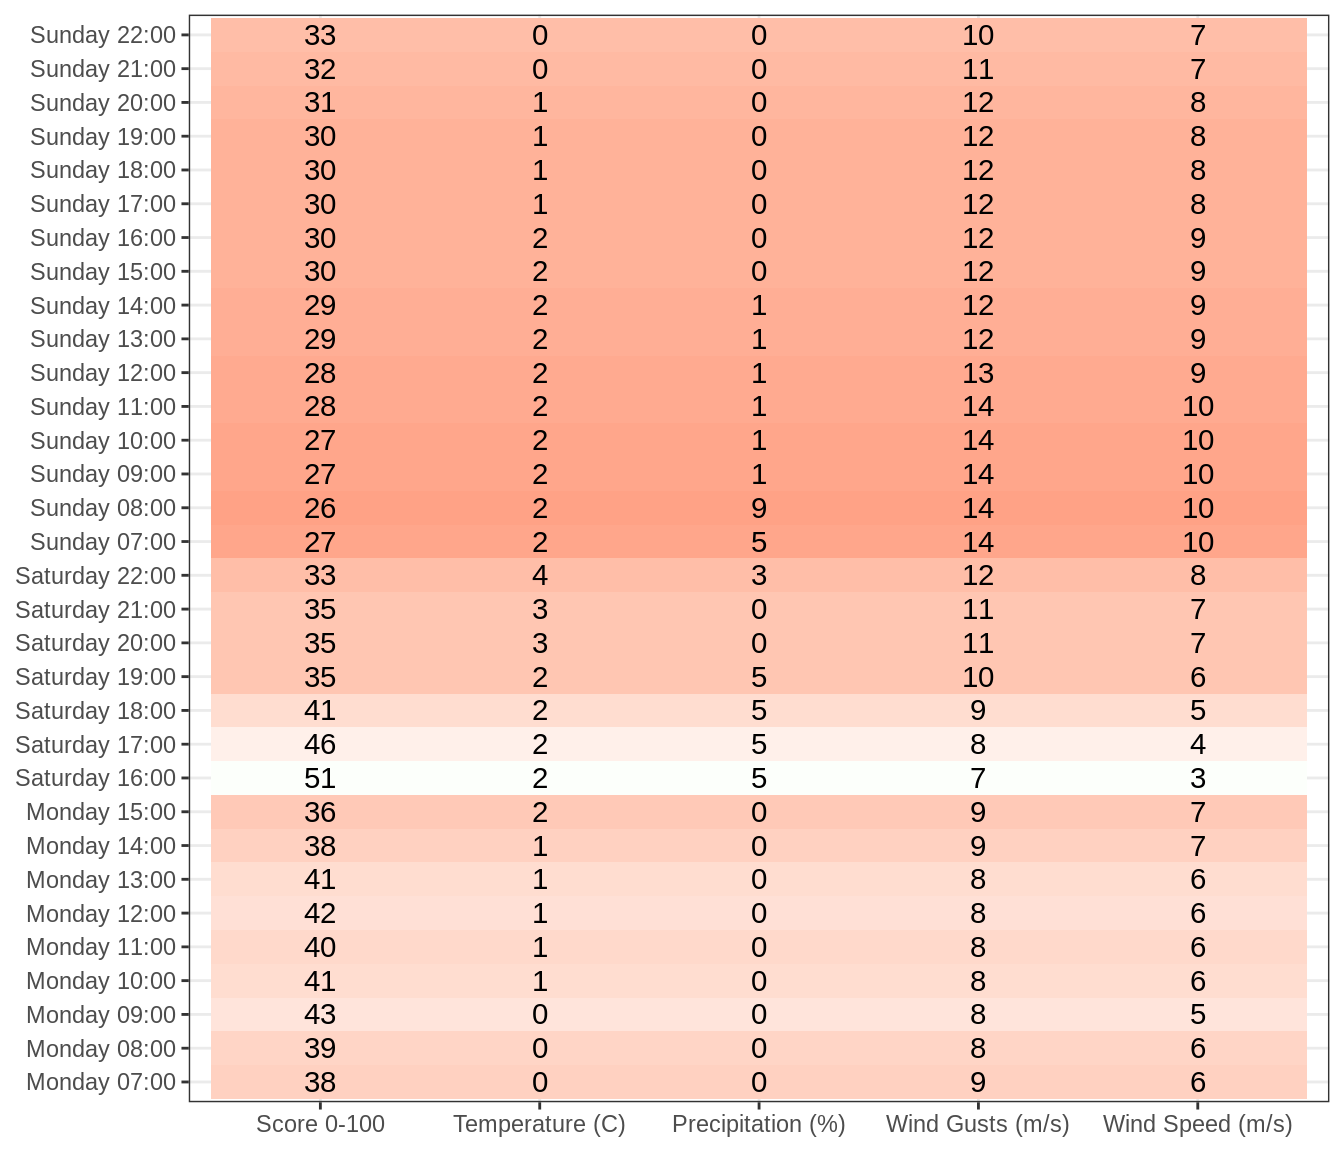 Sunday 22:00 33 0 0 10 7
Sunday 21:00 32 0 0 11 7
Sunday 20:00 31 1 0 12 8
Sunday 19:00 30 1 0 12 8
Sunday 18:00 30 1 0 12 8
Sunday 17:00 30 1 0 12 8
Sunday 16:00 30 2 0 12 9
Sunday 15:00 30 2 0 12 9
Sunday 14:00 29 2 1 12 9
Sunday 13:00 29 2 1 12 9
Sunday 12:00 28 2 1 13 9
Sunday 11:00 28 2 1 14 10
Sunday 10:00 27 2 1 14 10
Sunday 09:00 27 2 1 14 10
Sunday 08:00 26 2 9 14 10
Sunday 07:00 27 2 5 14 10
Saturday 22:00 33 4 3 12 8
Saturday 21:00 35 3 0 11 7
Saturday 20:00 35 3 0 11 7
Saturday 19:00 35 2 5 10 6
Saturday 18:00 41 2 5 9 5
Saturday 17:00 46 2 5 8 4
Saturday 16:00 51 2 5 7 3
Monday 15:00 36 2 0 9 7
Monday 14:00 38 1 0 9 7
Monday 13:00 41 1 0 8 6
Monday 12:00 42 1 0 8 6
Monday 11:00 40 1 0 8 6
Monday 10:00 41 1 0 8 6
Monday 09:00 43 0 0 8 5
Monday 08:00 39 0 0 8 6
Monday 07:00 38 0 0 9 6
Score 0-100 Temperature (C) Precipitation (%) Wind Gusts (m/s) Wind Speed (m/s)